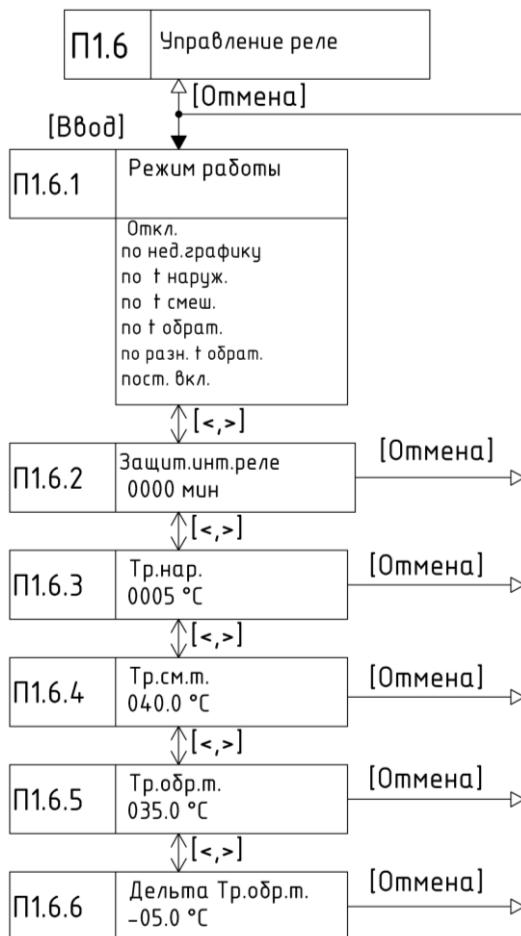 П1.6 Управление реле
[Отмена]
[Ввод]
П1.6.1 Режим работы
Откл.
по нед.графику
по t наруж.
по t смеш.
по t обрат.
по разн. t обрат.
пост. вкл.
[<,>]
П1.6.2 Защит.инт.реле
0000 мин
[Отмена]
[<,>]
П1.6.3 Тр.нар.
0005 °C
[Отмена]
[<,>]
П1.6.4 Тр.см.т.
040.0 °C
[Отмена]
[<,>]
П1.6.5 Тр.обр.т.
035.0 °C
[Отмена]
[<,>]
П1.6.6 Дельта Тр.обр.т.
-05.0 °C
[Отмена]